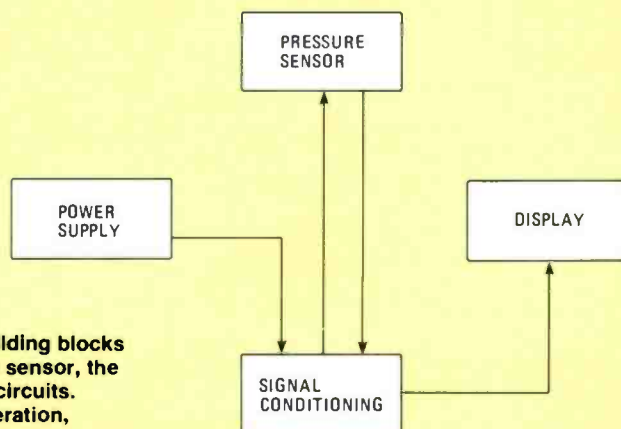 PRESSURE
SENSOR
POWER
SUPPLY
DISPLAY
lding blocks
sensor, the
circuits.
eration,
SIGNAL
CONDITIONING